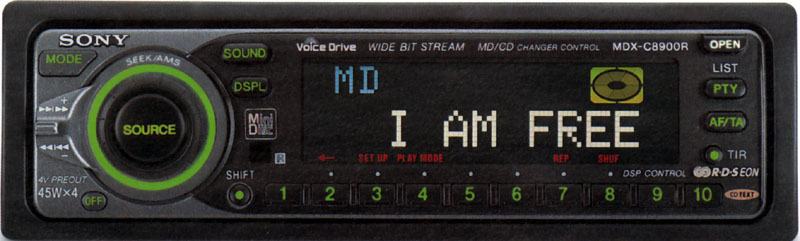 SONY
MODE
SEEK/AMS
SOUND
DSPL
Voice Drive WIDE BIT STREAM MD/CD CHANGER CONTROL MDX-C8900R OPEN
MD
I AM FREE
LIST
PTY
AF/TA
TIR
SOURCE
Mini Disc
+
−
R
SET UP PLAY MODE REP SHUF
4V PREOUT
45W×4
OFF
SHIFT
DSP CONTROL R·D·S EON
1 2 3 4 5 6 7 8 9 10 CD TEXT